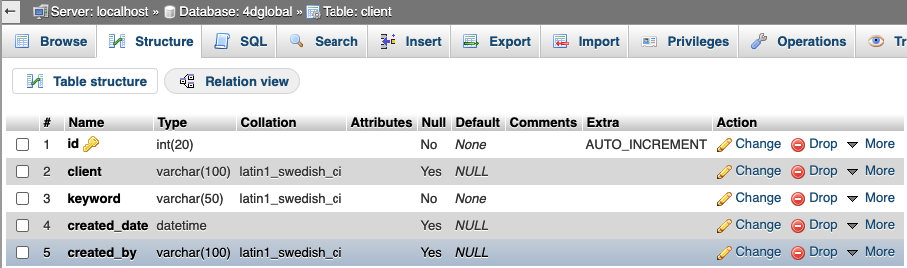 Server: localhost » Database: 4dglobal » Table: client
Browse Structure SQL Search Insert Export Import Privileges Operations Tr
Table structure Relation view
# Name Type Collation Attributes Null Default Comments Extra Action
1 id int(20) No None AUTO_INCREMENT Change Drop More
2 client varchar(100) latin1_swedish_ci Yes NULL Change Drop More
3 keyword varchar(50) latin1_swedish_ci No None Change Drop More
4 created_date datetime Yes NULL Change Drop More
5 created_by varchar(100) latin1_swedish_ci Yes NULL Change Drop More